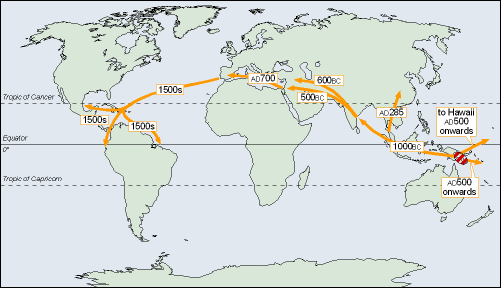 AD700
600BC
1500s
500BC
Tropic of Cancer
1500s
1500s
AD285
to Hawaii
AD500
onwards
Equator
0°
1000BC
Tropic of Capricorn
AD500
onwards